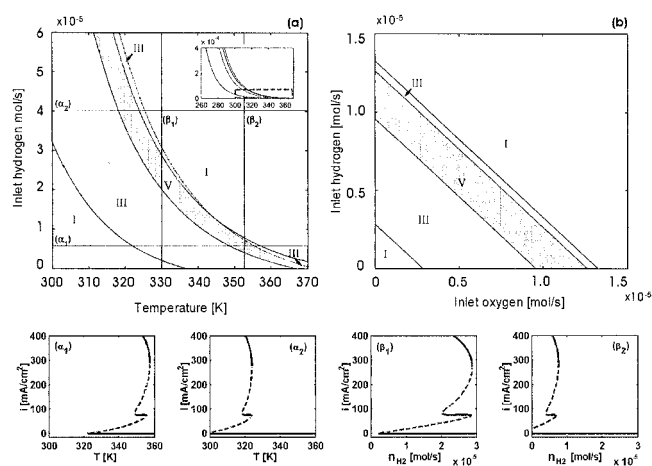 x 10⁻⁵
(a)
6
5
4
3
2
1
0
Inlet hydrogen mol/s
(α₂)
(α₁)
III
(β₁)
(β₂)
I
V
III
I
III
x 10⁻⁴
4
2
0
260 280 300 320 340 360
300 310 320 330 340 350 360 370
Temperature [K]
x 10⁻⁵
(b)
1.5
1.0
0.5
0
Inlet hydrogen [mol/s]
III
I
V
III
I
0 0.5 1.0 1.5
x 10⁻⁵
Inlet oxygen [mol/s]
400
300
200
100
0
i [mA/cm²]
(α₁)
300 320 340 360
T [K]
400
300
200
100
0
i [mA/cm²]
(α₂)
300 320 340 360
T [K]
400
300
200
100
0
i [mA/cm²]
(β₁)
0 1 2 3
n_H2 [mol/s] x 10⁻⁵
400
300
200
100
0
i [mA/cm²]
(β₂)
0 1 2 3
n_H2 [mol/s] x 10⁻⁵